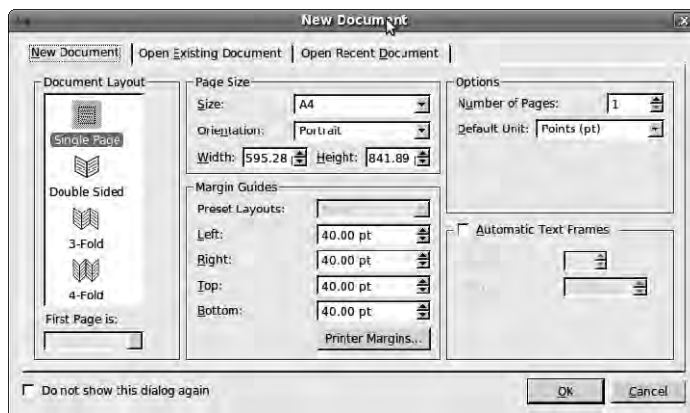 New Document
New Document Open Existing Document Open Recent Document
Document Layout
Single Page
Double Sided
3-Fold
4-Fold
First Page is:
Page Size
Size: A4
Orientation: Portrait
Width: 595.28 Height: 841.89
Margin Guides
Preset Layouts:
Left: 40.00 pt
Right: 40.00 pt
Top: 40.00 pt
Bottom: 40.00 pt
Printer Margins...
Options
Number of Pages: 1
Default Unit: Points (pt)
Automatic Text Frames
Do not show this dialog again
OK Cancel